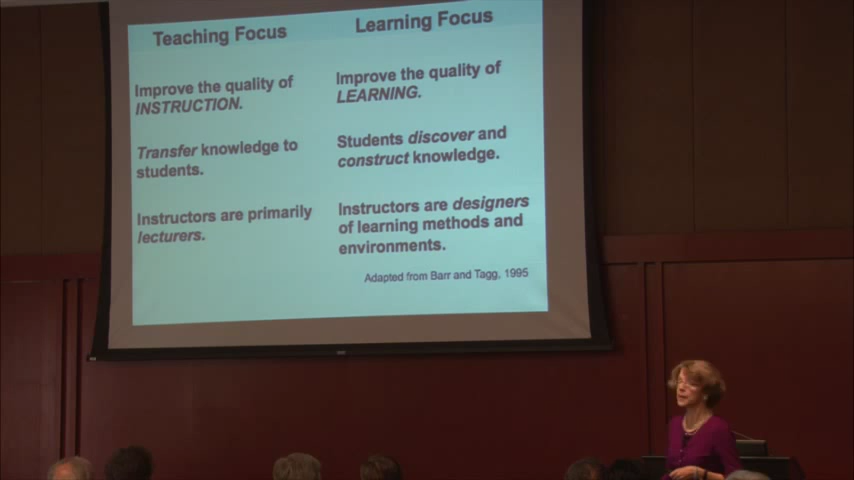 Teaching Focus
Improve the quality of
INSTRUCTION.
Transfer knowledge to
students.
Instructors are primarily
lecturers.
Learning Focus
Improve the quality of
LEARNING.
Students discover and
construct knowledge.
Instructors are designers
of learning methods and
environments.
Adapted from Barr and Tagg, 1995